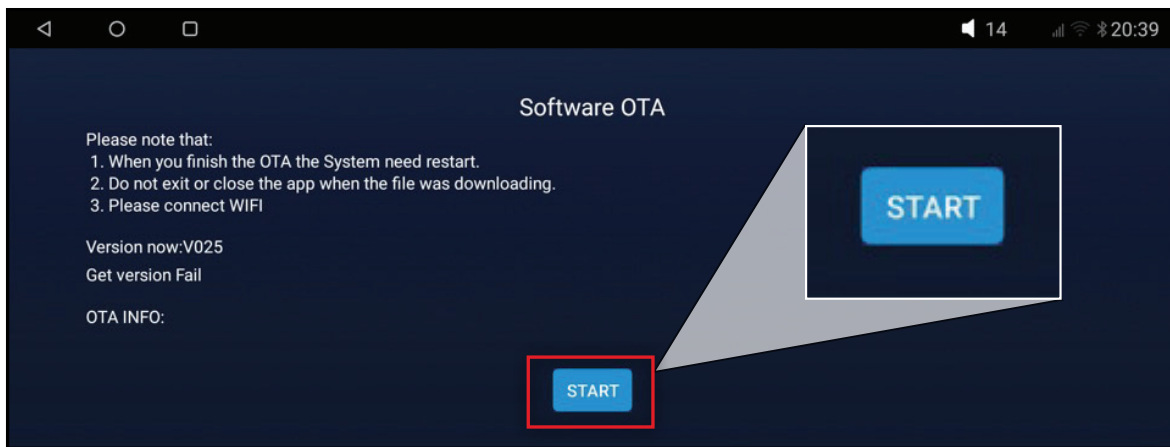 14 20:39
Software OTA
Please note that:
1. When you finish the OTA the System need restart.
2. Do not exit or close the app when the file was downloading.
3. Please connect WIFI
Version now:V025
Get version Fail
OTA INFO:
START
START